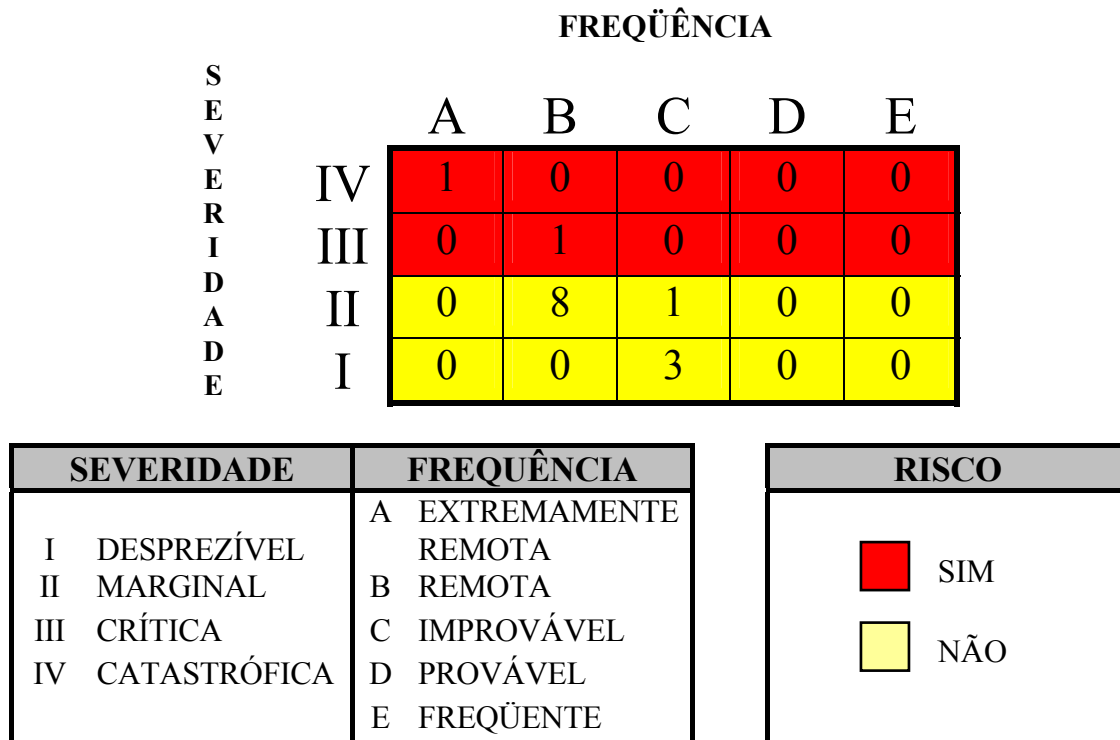 FREQÜÊNCIA
S
E
V
E
R
I
D
A
D
E
A B C D E
IV 1 0 0 0 0
III 0 1 0 0 0
II 0 8 1 0 0
I 0 0 3 0 0
SEVERIDADE
I DESPREZÍVEL
II MARGINAL
III CRÍTICA
IV CATASTRÓFICA
FREQUÊNCIA
A EXTREMAMENTE
REMOTA
B REMOTA
C IMPROVÁVEL
D PROVÁVEL
E FREQÜENTE
RISCO
SIM
NÃO